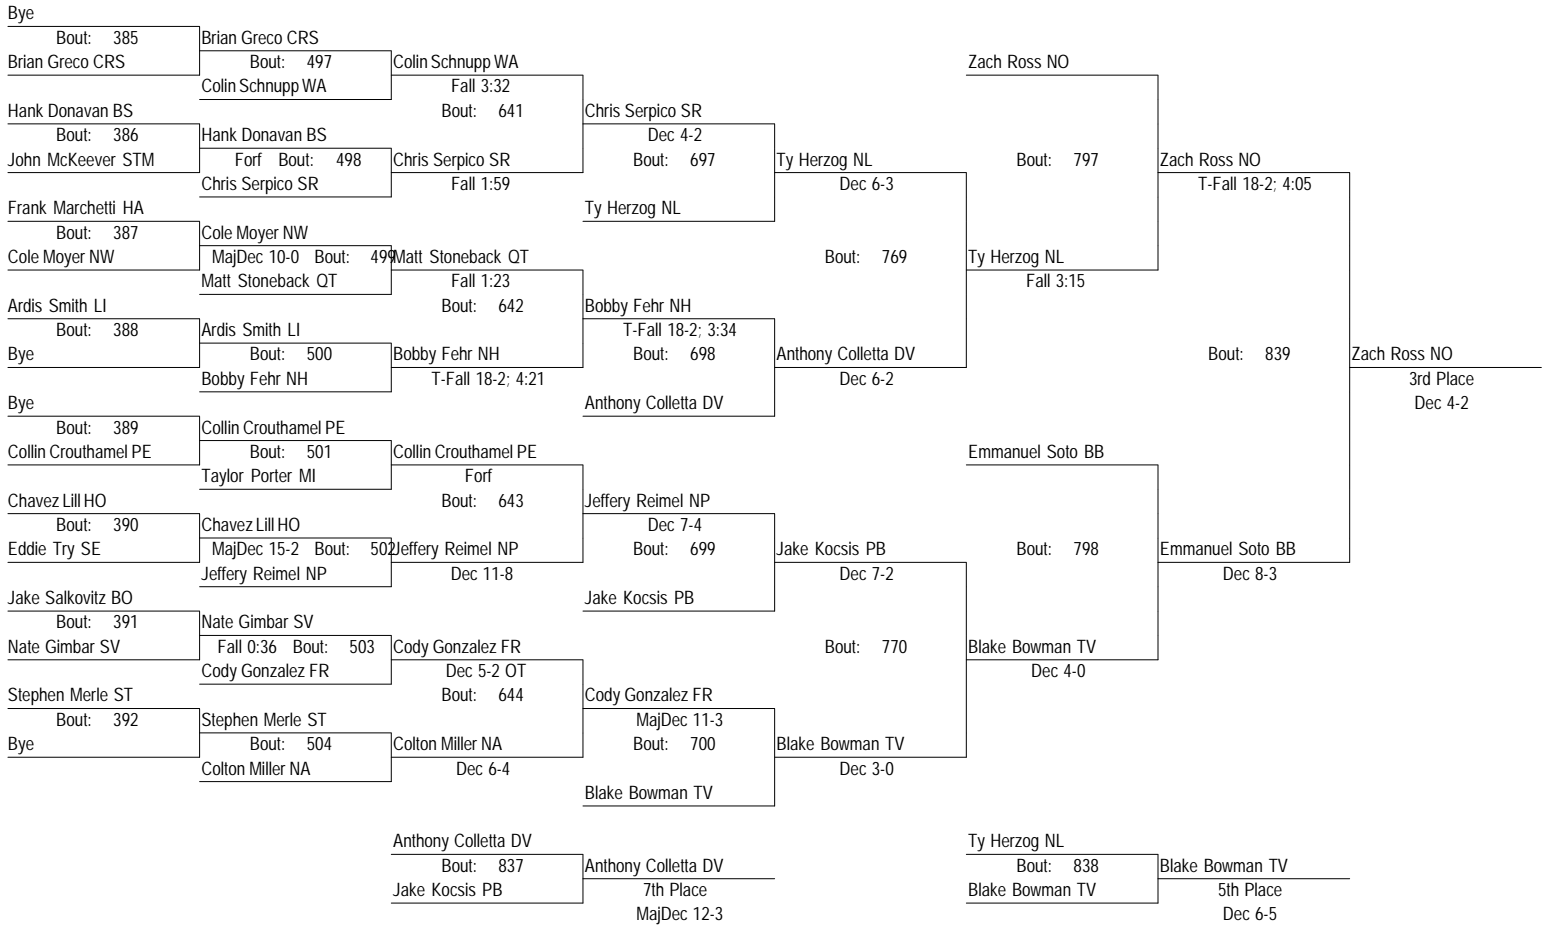 Bye
Bout: 385
Brian Greco CRS
Brian Greco CRS
Bout: 497
Colin Schnupp WA
Colin Schnupp WA
Fall 3:32
Bout: 641
Hank Donavan BS
Bout: 386
John McKeever STM
Hank Donavan BS
Forf Bout: 498
Chris Serpico SR
Chris Serpico SR
Fall 1:59
Chris Serpico SR
Dec 4-2
Bout: 697
Ty Herzog NL
Frank Marchetti HA
Bout: 387
Cole Moyer NW
Cole Moyer NW
MajDec 10-0 Bout: 499
Matt Stoneback QT
Matt Stoneback QT
Fall 1:23
Bout: 642
Ardis Smith LI
Bout: 388
Bye
Ardis Smith LI
Bout: 500
Bobby Fehr NH
Bobby Fehr NH
T-Fall 18-2; 4:21
Bobby Fehr NH
T-Fall 18-2; 3:34
Bout: 698
Anthony Colletta DV
Ty Herzog NL
Dec 6-3
Bout: 769
Anthony Colletta DV
Dec 6-2
Zach Ross NO
Bout: 797
Ty Herzog NL
Fall 3:15
Zach Ross NO
T-Fall 18-2; 4:05
Bye
Bout: 389
Collin Crouthamel PE
Collin Crouthamel PE
Bout: 501
Taylor Porter MI
Collin Crouthamel PE
Forf
Bout: 643
Chavez Lill HO
Bout: 390
Eddie Try SE
Chavez Lill HO
MajDec 15-2 Bout: 502
Jeffery Reimel NP
Jeffery Reimel NP
Dec 11-8
Jeffery Reimel NP
Dec 7-4
Bout: 699
Jake Kocsis PB
Jake Salkovitz BO
Bout: 391
Nate Gimbar SV
Nate Gimbar SV
Fall 0:36 Bout: 503
Cody Gonzalez FR
Cody Gonzalez FR
Dec 5-2 OT
Bout: 644
Stephen Merle ST
Bout: 392
Bye
Stephen Merle ST
Bout: 504
Colton Miller NA
Colton Miller NA
Dec 6-4
Cody Gonzalez FR
MajDec 11-3
Bout: 700
Blake Bowman TV
Jake Kocsis PB
Dec 7-2
Bout: 770
Blake Bowman TV
Dec 3-0
Emmanuel Soto BB
Bout: 798
Blake Bowman TV
Dec 4-0
Emmanuel Soto BB
Dec 8-3
Bout: 839
Zach Ross NO
3rd Place
Dec 4-2
Anthony Colletta DV
Bout: 837
Jake Kocsis PB
Anthony Colletta DV
7th Place
MajDec 12-3
Ty Herzog NL
Bout: 838
Blake Bowman TV
Blake Bowman TV
5th Place
Dec 6-5